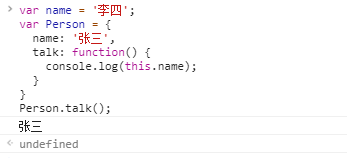 var name = '李四';
var Person = {
  name: '张三',
  talk: function() {
    console.log(this.name);
  }
}
Person.talk();
张三
undefined